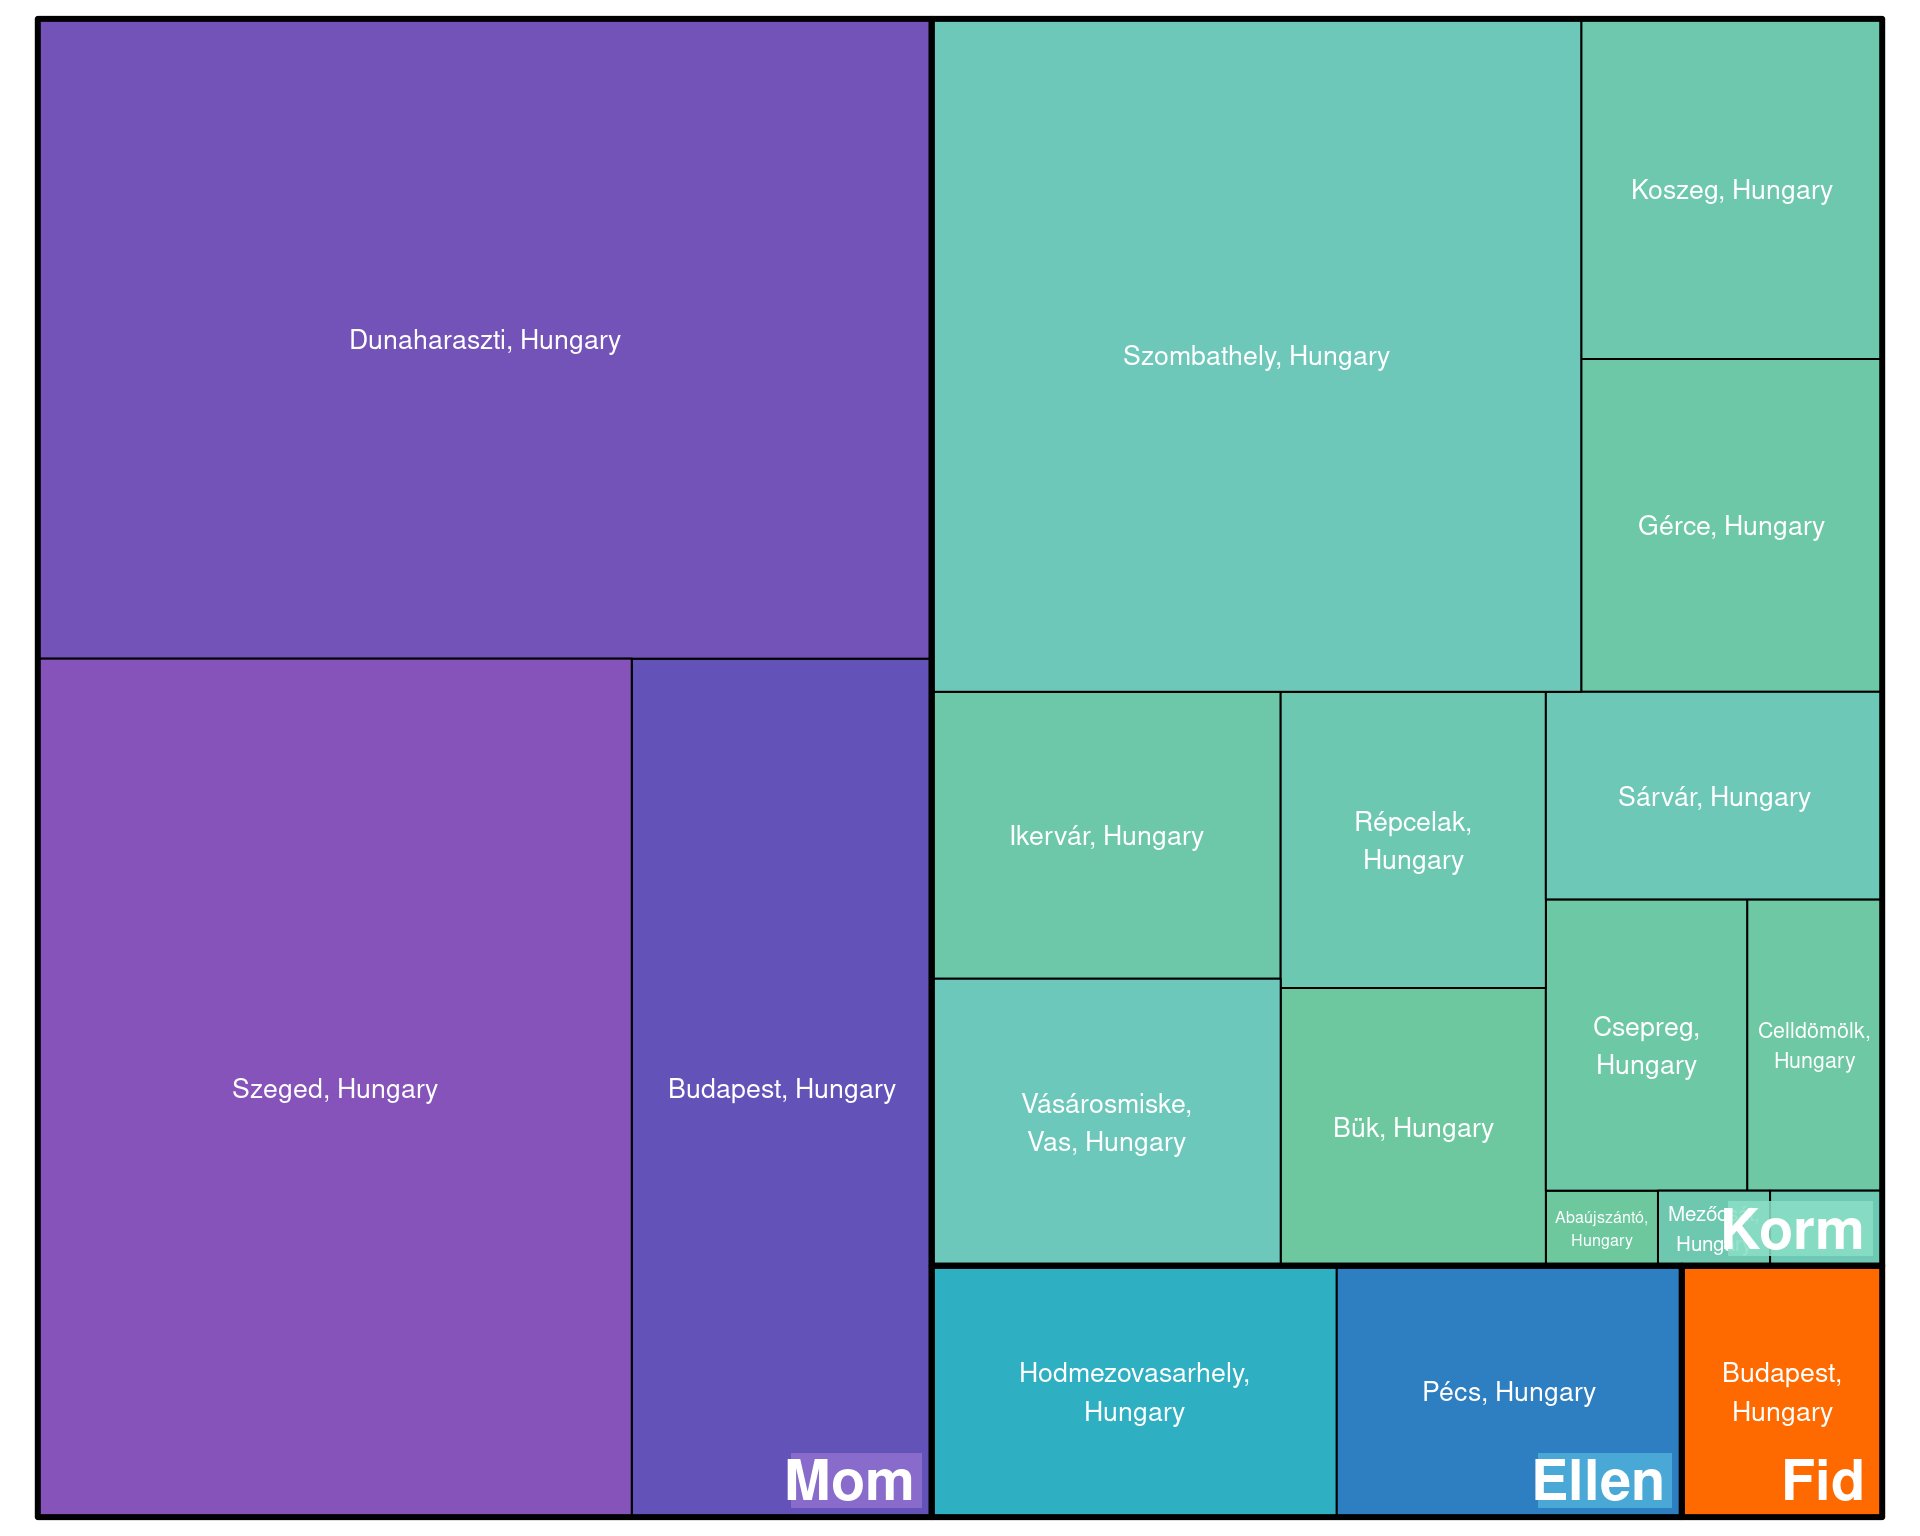 Dunaharaszti, Hungary
Szeged, Hungary
Budapest, Hungary
Mom
Szombathely, Hungary
Koszeg, Hungary
Gérce, Hungary
Ikervár, Hungary
Répcelak,
Hungary
Sárvár, Hungary
Vásárosmiske,
Vas, Hungary
Bük, Hungary
Csepreg,
Hungary
Celldömölk,
Hungary
Abaújszántó,
Hungary
Hungary
Korm
Hodmezovasarhely,
Hungary
Pécs, Hungary
Ellen
Budapest,
Hungary
Fid